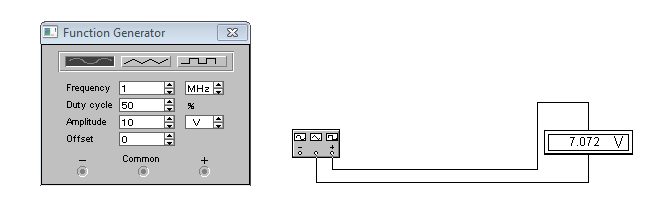 Function Generator
Frequency 1 MHz
Duty cycle 50 %
Amplitude 10 V
Offset 0
− Common +
− +
7.072 V